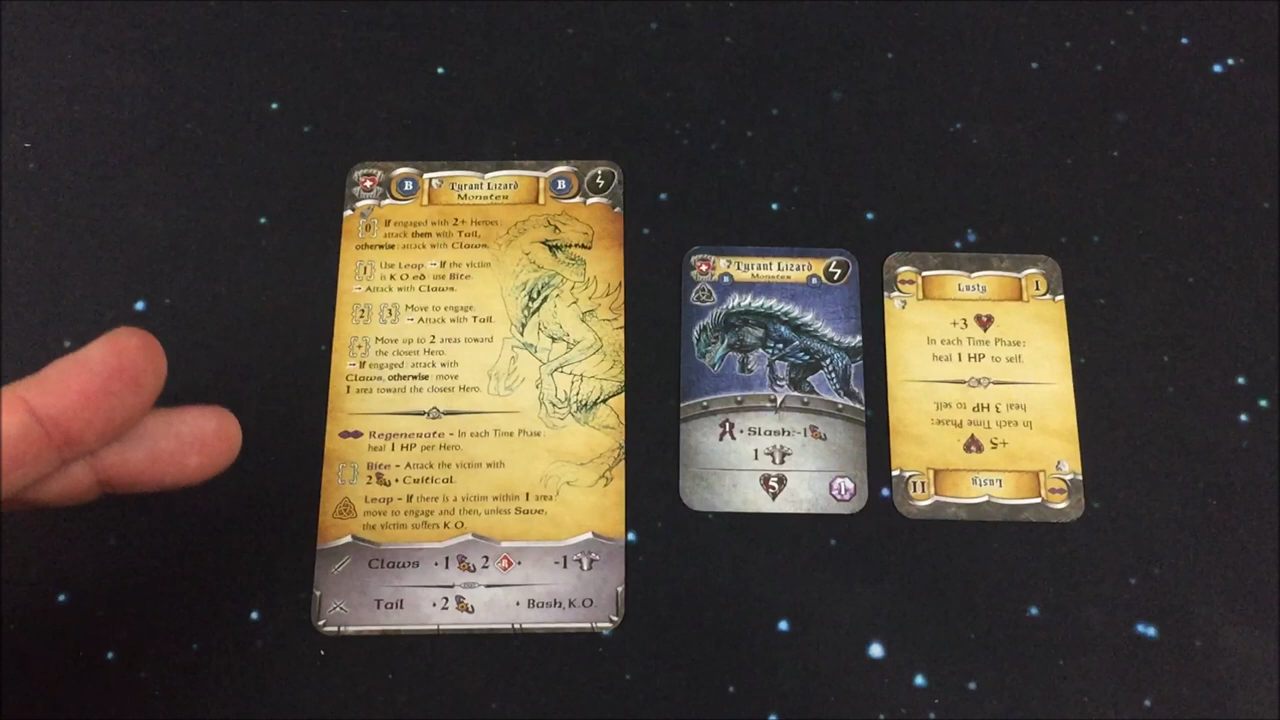 B
Tyrant Lizard
Monster
B
0 If engaged with 2+ Heroes:
attack them with Tail,
otherwise: attack with Claws.
1 Use Leap. → If the victim
is K.O.ed: use Bite.
→ Attack with Claws.
2 3 Move to engage.
→ Attack with Tail.
+ Move up to 2 areas toward
the closest Hero.
→ If engaged: attack with
Claws, otherwise: move
1 area toward the closest Hero.
Regenerate - In each Time Phase:
heal 1 HP per Hero.
Bite - Attack the victim with
2 • Critical.
Leap - If there is a victim within 1 area:
move to engage and then, unless Save,
the victim suffers K.O.
Claws • 1 2 R • -1
Tail • 2 • Bash, K.O.
Tyrant Lizard
Monster
B B
• Slash: -1
1
5
1
Lusty I
+3
In each Time Phase:
heal 1 HP to self.
Lusty II
+5
In each Time Phase:
heal 3 HP to self.